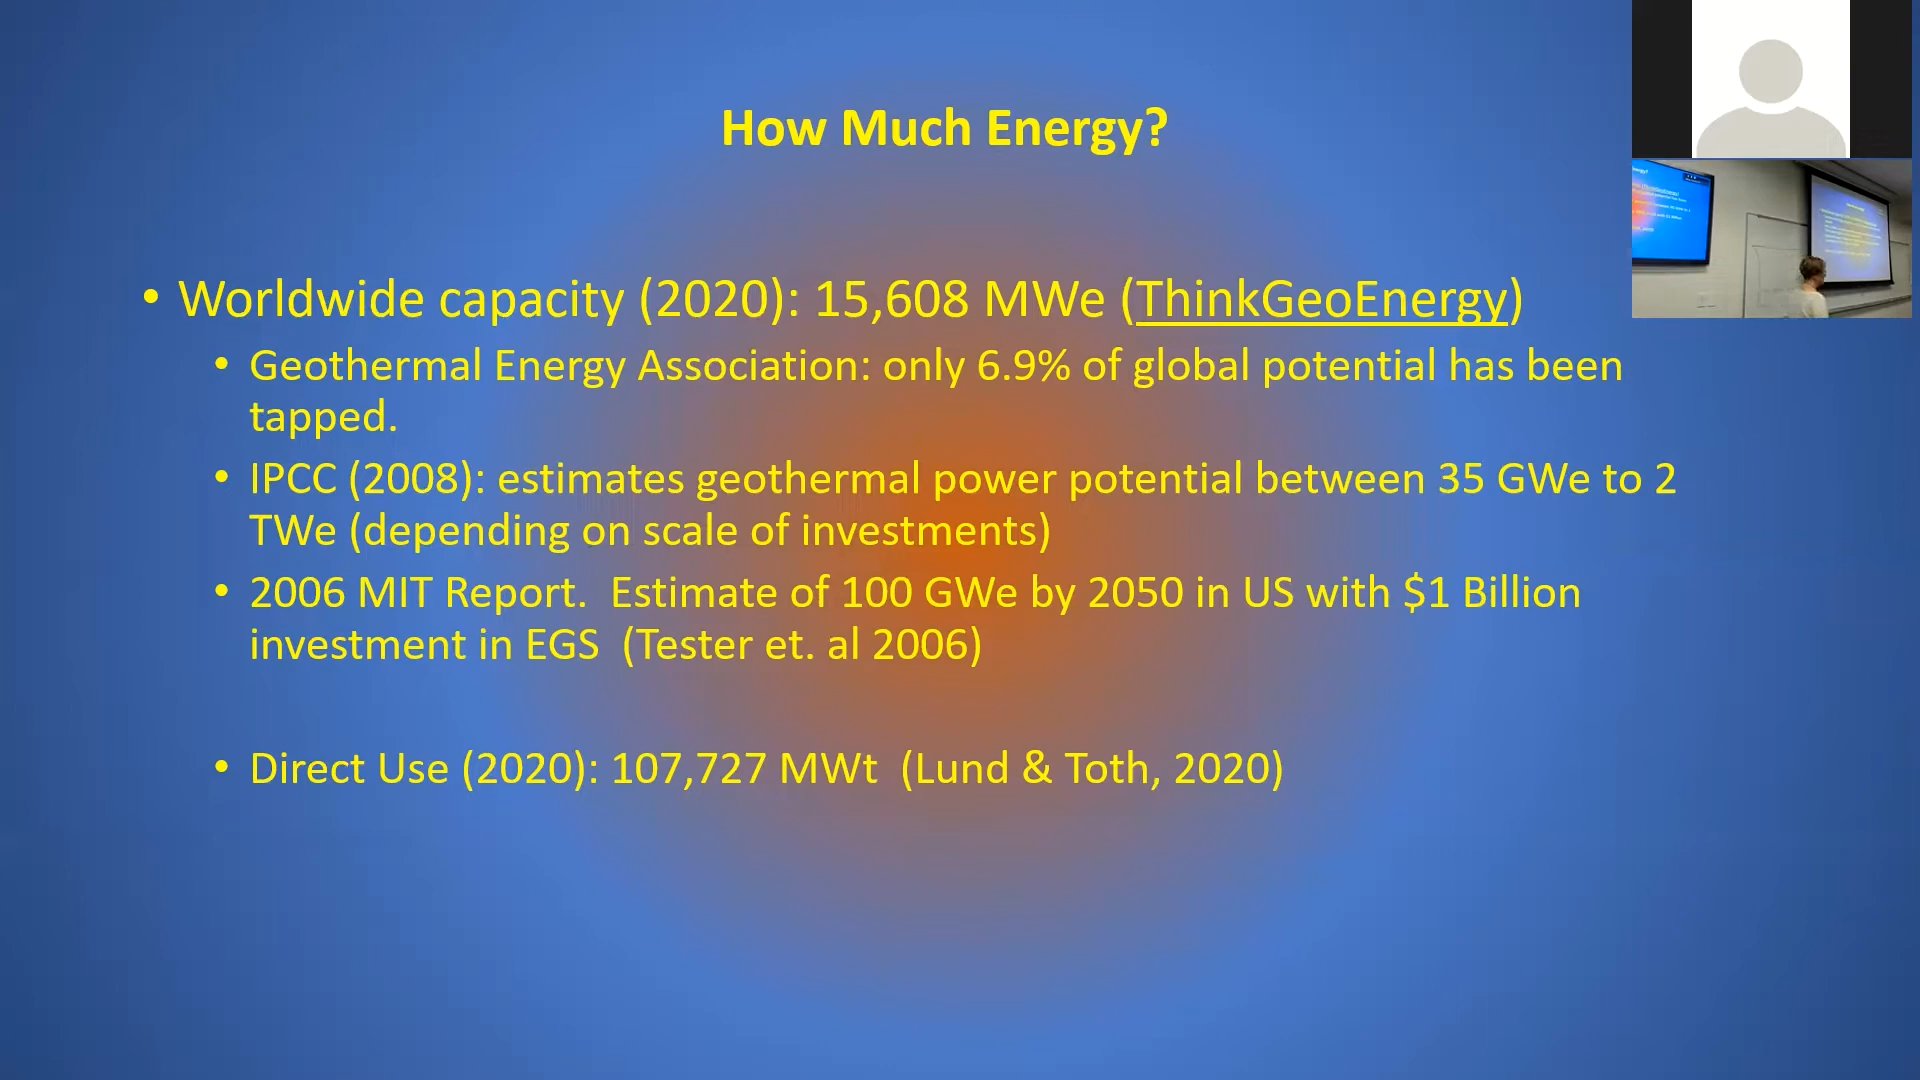 How Much Energy?
• Worldwide capacity (2020): 15,608 MWe (ThinkGeoEnergy)
• Geothermal Energy Association: only 6.9% of global potential has been
tapped.
• IPCC (2008): estimates geothermal power potential between 35 GWe to 2
TWe (depending on scale of investments)
• 2006 MIT Report. Estimate of 100 GWe by 2050 in US with $1 Billion
investment in EGS (Tester et. al 2006)
• Direct Use (2020): 107,727 MWt (Lund & Toth, 2020)